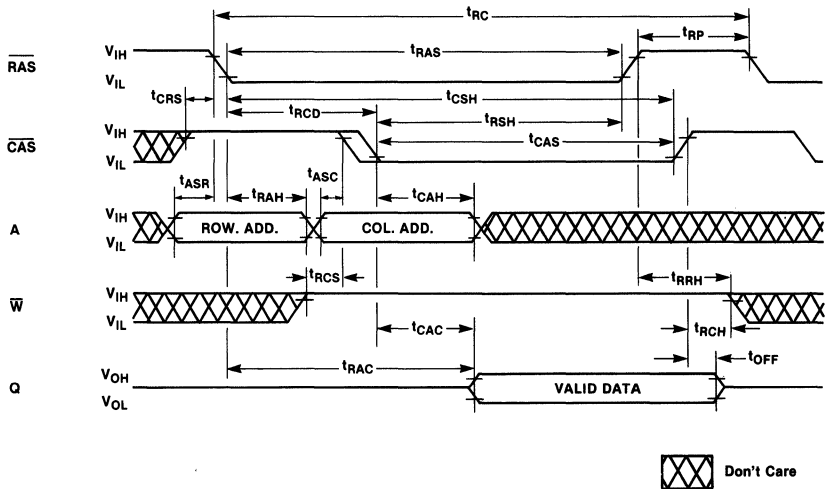 tRC
tRP
VIH
tRAS
RAS
VIL
tCRS
tCSH
tRCD
tRSH
VIH
CAS
tCAS
VIL
tASR
tRAH
tASC
tCAH
VIH
A
ROW. ADD.
COL. ADD.
VIL
tRCS
tRRH
VIH
W
VIL
tCAC
tRCH
tRAC
tOFF
VOH
Q
VALID DATA
VOL
Don't Care